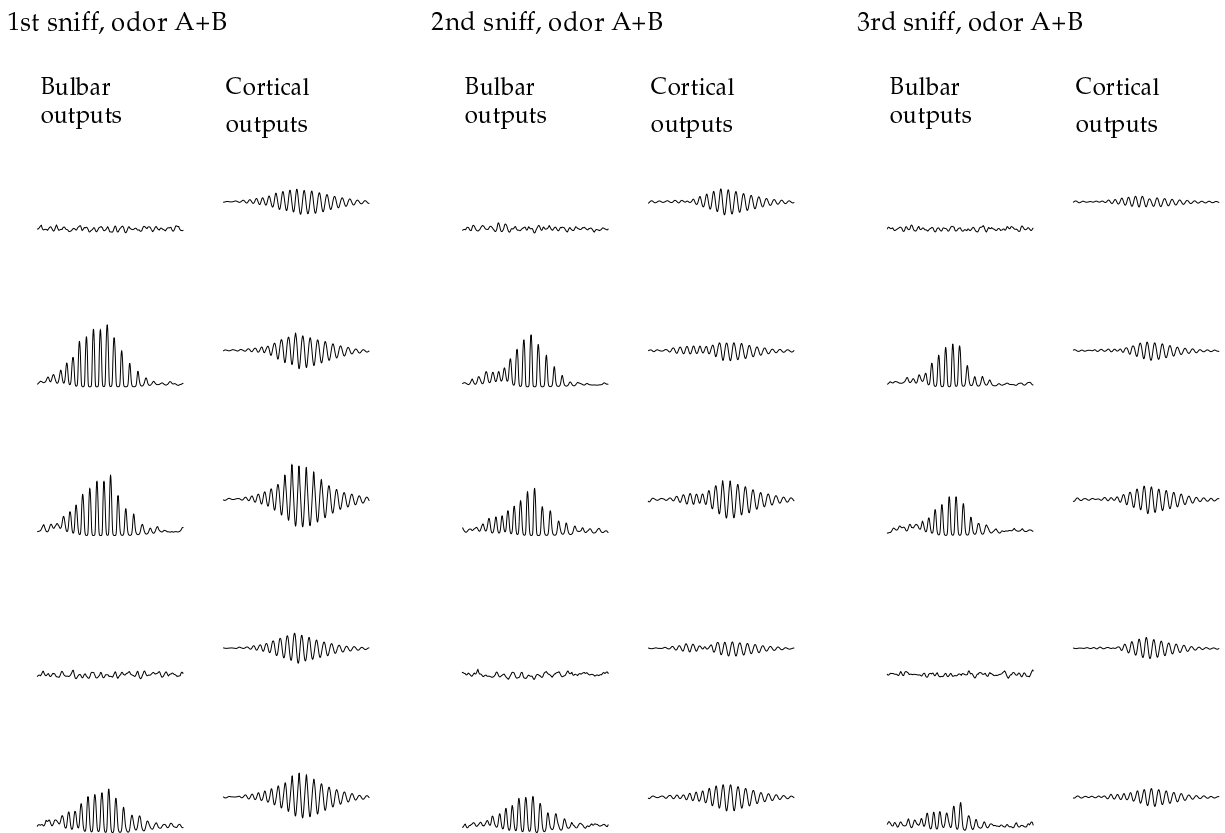 1st sniff, odor A+B
2nd sniff, odor A+B
3rd sniff, odor A+B
Bulbar
outputs
Cortical
outputs
Bulbar
outputs
Cortical
outputs
Bulbar
outputs
Cortical
outputs